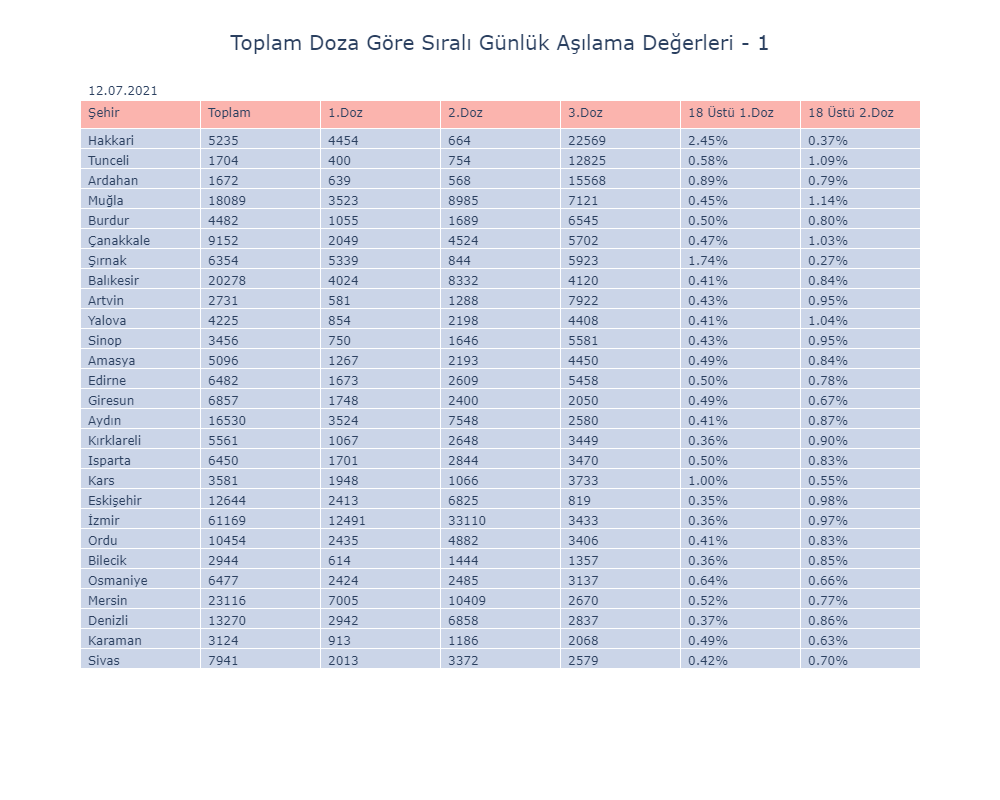 Toplam Doza Göre Sıralı Günlük Aşılama Değerleri - 1
12.07.2021
Şehir Toplam 1.Doz 2.Doz 3.Doz 18 Üstü 1.Doz 18 Üstü 2.Doz
Hakkari 5235 4454 664 22569 2.45% 0.37%
Tunceli 1704 400 754 12825 0.58% 1.09%
Ardahan 1672 639 568 15568 0.89% 0.79%
Muğla 18089 3523 8985 7121 0.45% 1.14%
Burdur 4482 1055 1689 6545 0.50% 0.80%
Çanakkale 9152 2049 4524 5702 0.47% 1.03%
Şırnak 6354 5339 844 5923 1.74% 0.27%
Balıkesir 20278 4024 8332 4120 0.41% 0.84%
Artvin 2731 581 1288 7922 0.43% 0.95%
Yalova 4225 854 2198 4408 0.41% 1.04%
Sinop 3456 750 1646 5581 0.43% 0.95%
Amasya 5096 1267 2193 4450 0.49% 0.84%
Edirne 6482 1673 2609 5458 0.50% 0.78%
Giresun 6857 1748 2400 2050 0.49% 0.67%
Aydın 16530 3524 7548 2580 0.41% 0.87%
Kırklareli 5561 1067 2648 3449 0.36% 0.90%
Isparta 6450 1701 2844 3470 0.50% 0.83%
Kars 3581 1948 1066 3733 1.00% 0.55%
Eskişehir 12644 2413 6825 819 0.35% 0.98%
İzmir 61169 12491 33110 3433 0.36% 0.97%
Ordu 10454 2435 4882 3406 0.41% 0.83%
Bilecik 2944 614 1444 1357 0.36% 0.85%
Osmaniye 6477 2424 2485 3137 0.64% 0.66%
Mersin 23116 7005 10409 2670 0.52% 0.77%
Denizli 13270 2942 6858 2837 0.37% 0.86%
Karaman 3124 913 1186 2068 0.49% 0.63%
Sivas 7941 2013 3372 2579 0.42% 0.70%